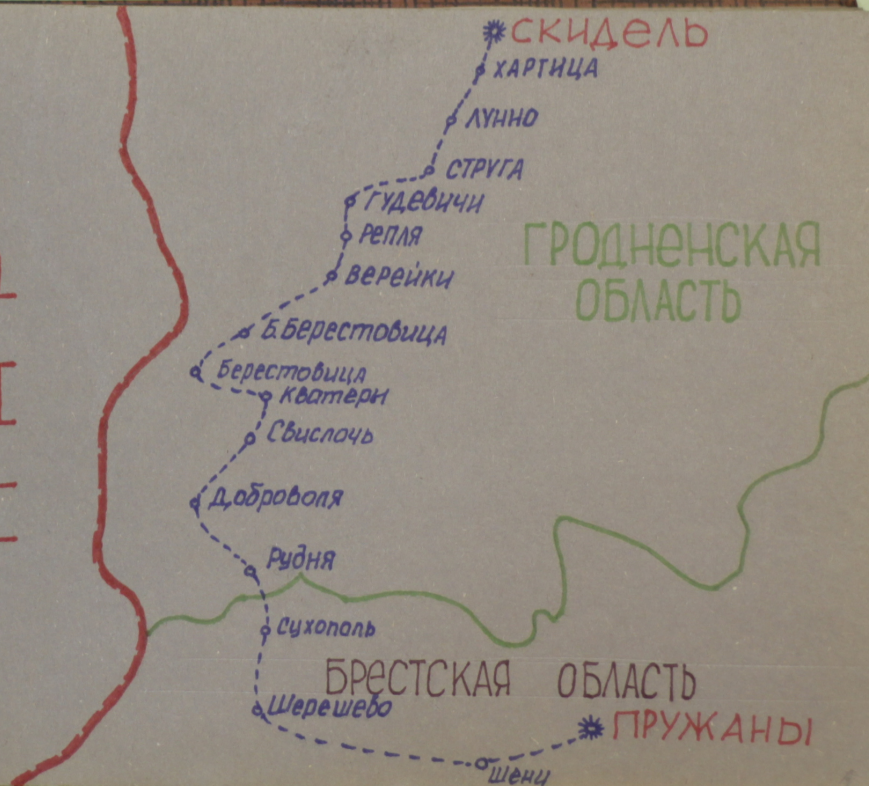 СКИДЕЛЬ
ХАРТИЦА
ЛУННО
СТРУГА
ГУДЕВИЧИ
РЕПЛЯ
ВЕРЕЙКИ
ГРОДНЕНСКАЯ
ОБЛАСТЬ
Б.БЕРЕСТОВИЦА
Берестовица
Кватеры
Свислочь
Доброволя
Рудня
Сухополь
БРЕСТСКАЯ ОБЛАСТЬ
Шерешево
ПРУЖАНЫ
Шени